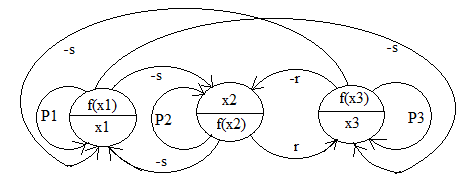 -s
-s
-s
-r
f(x1)
x1
x2
f(x2)
f(x3)
x3
P1
P2
P3
-s
r